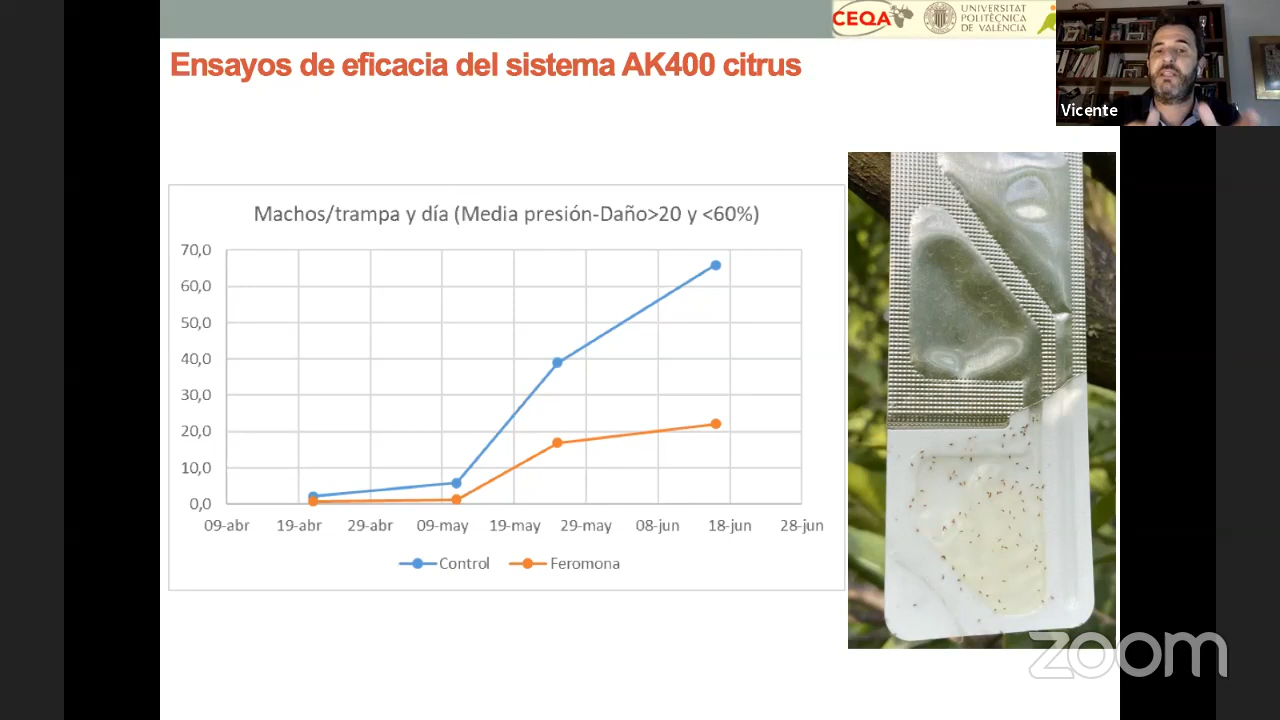 CEQA
UNIVERSITAT
POLITÈCNICA
DE VALÈNCIA
Ensayos de eficacia del sistema AK400 citrus
Vicente
Machos/trampa y día (Media presión-Daño>20 y <60%)
70,0
60,0
50,0
40,0
30,0
20,0
10,0
0,0
09-abr 19-abr 29-abr 09-may 19-may 29-may 08-jun 18-jun 28-jun
Control Feromona
zoom